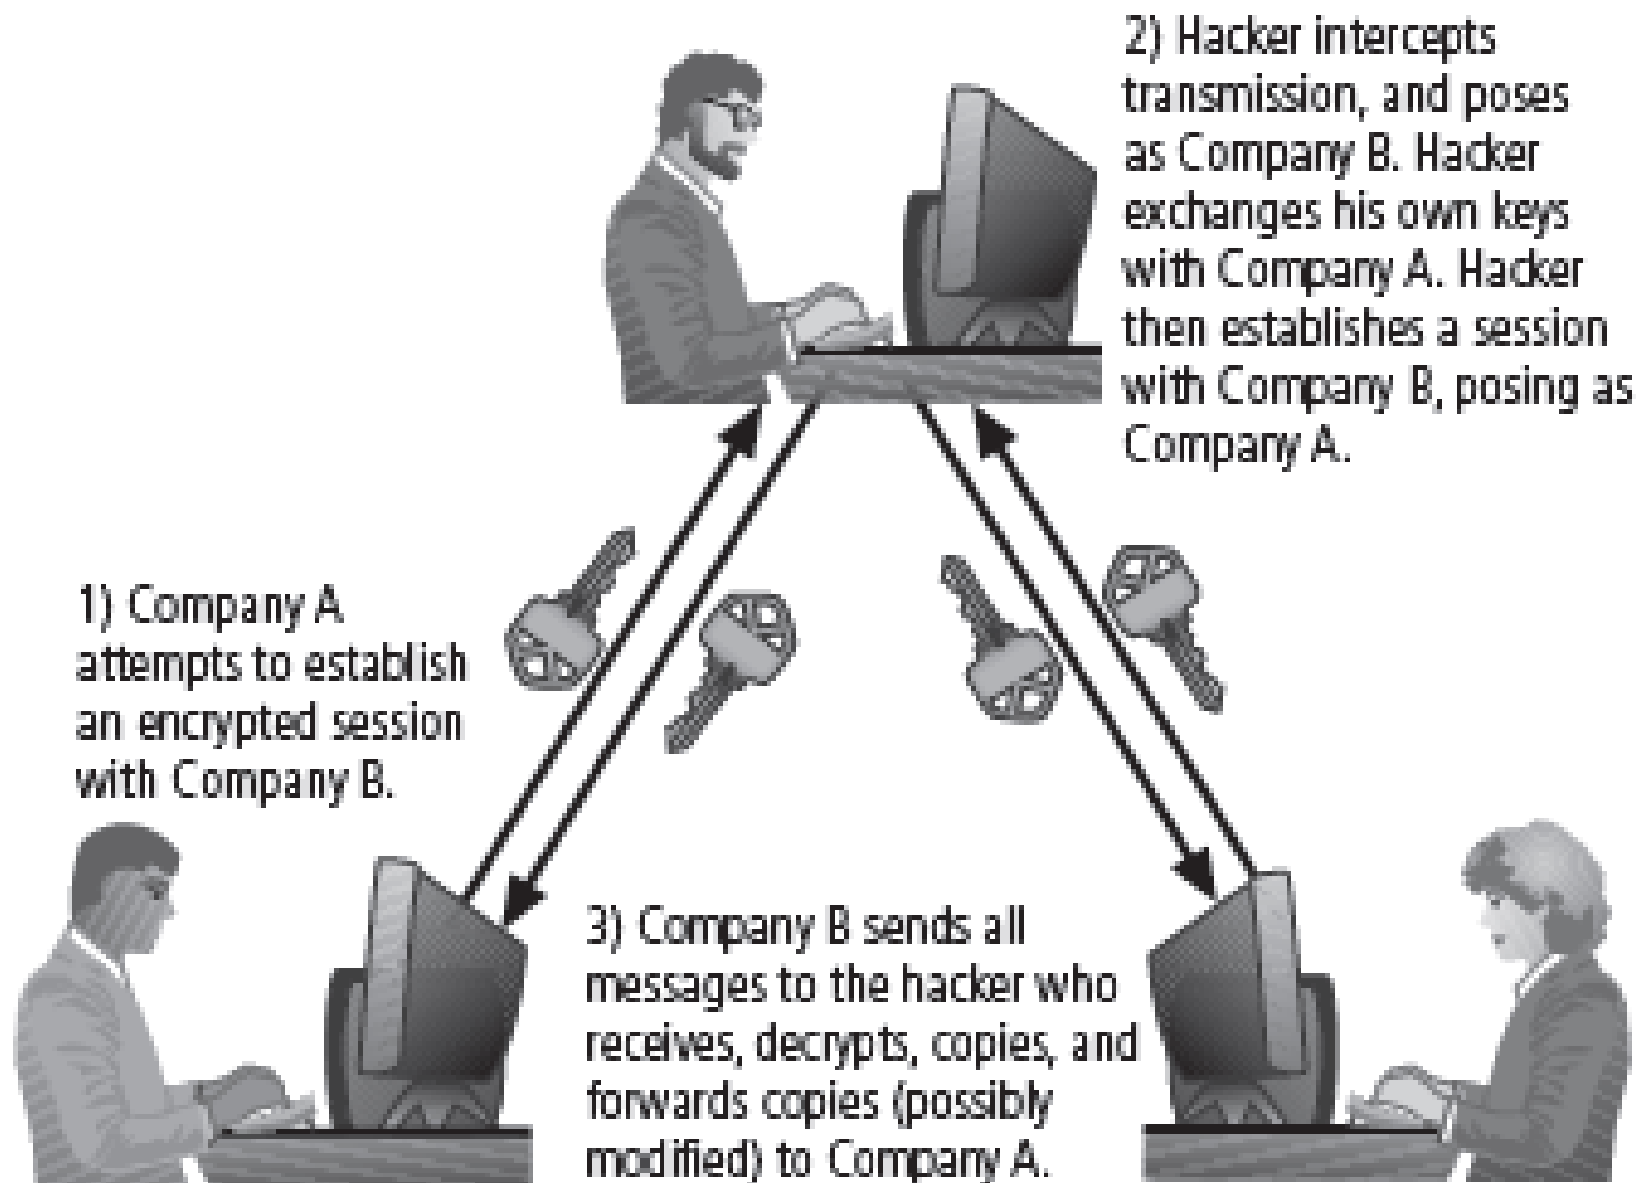 1) Company A
attempts to establish
an encrypted session
with Company B.
2) Hacker intercepts
transmission, and poses
as Company B. Hacker
exchanges his own keys
with Company A. Hacker
then establishes a session
with Company B, posing as
Company A.
3) Company B sends all
messages to the hacker who
receives, decrypts, copies, and
forwards copies (possibly
modified) to Company A.